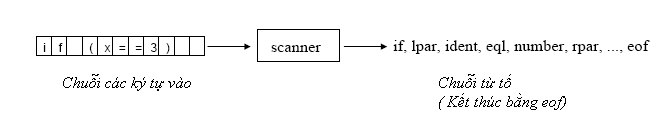 i f ( x = = 3 )
scanner
if, lpar, ident, eql, number, rpar, ..., eof
Chuỗi các ký tự vào
Chuỗi từ tố
( Kết thúc bằng eof)